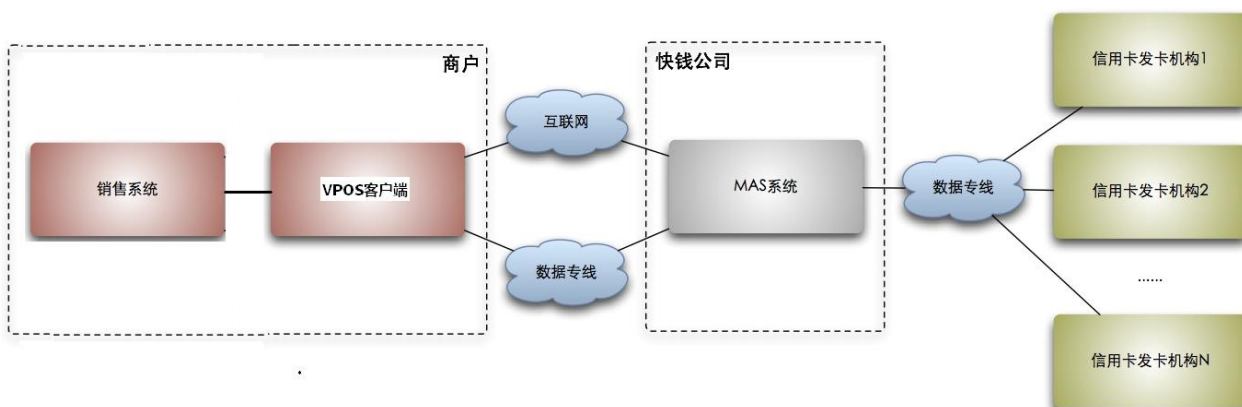 商户
销售系统
VPOS客户端
互联网
数据专线
快钱公司
MAS系统
数据专线
信用卡发卡机构1
信用卡发卡机构2
......
信用卡发卡机构N